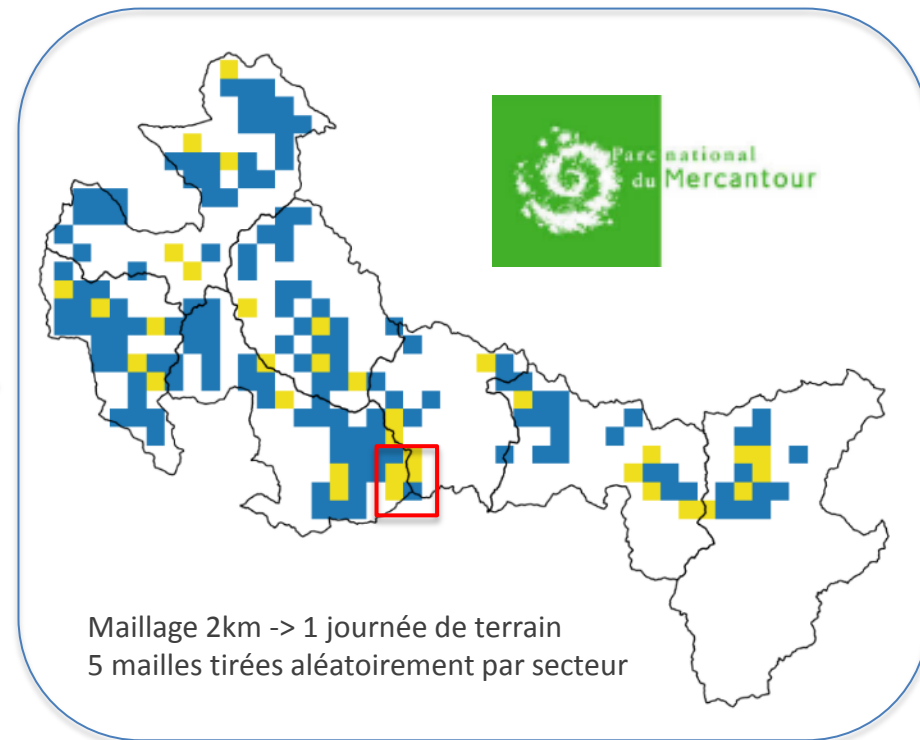 Parc national
du Mercantour
Maillage 2km -> 1 journée de terrain
5 mailles tirées aléatoirement par secteur